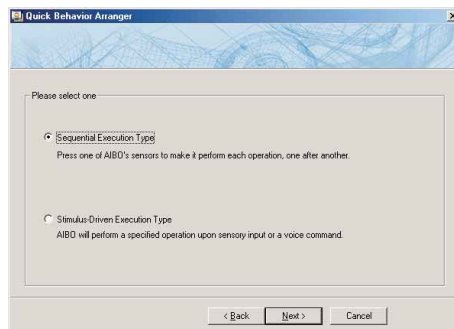 Quick Behavior Arranger
Please select one
Sequential Execution Type
Press one of AIBO's sensors to make it perform each operation, one after another.
Stimulus-Driven Execution Type
AIBO will perform a specified operation upon sensory input or a voice command.
< Back Next > Cancel